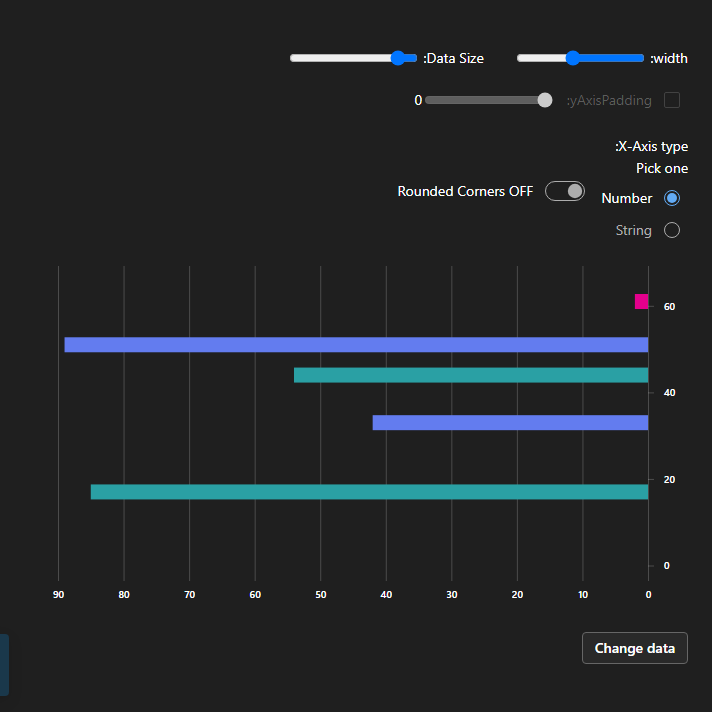 :width
:Data Size
:yAxisPadding
0
:X-Axis type
Pick one
Number
Rounded Corners OFF
String
60
40
20
0
90 80 70 60 50 40 30 20 10 0
Change data